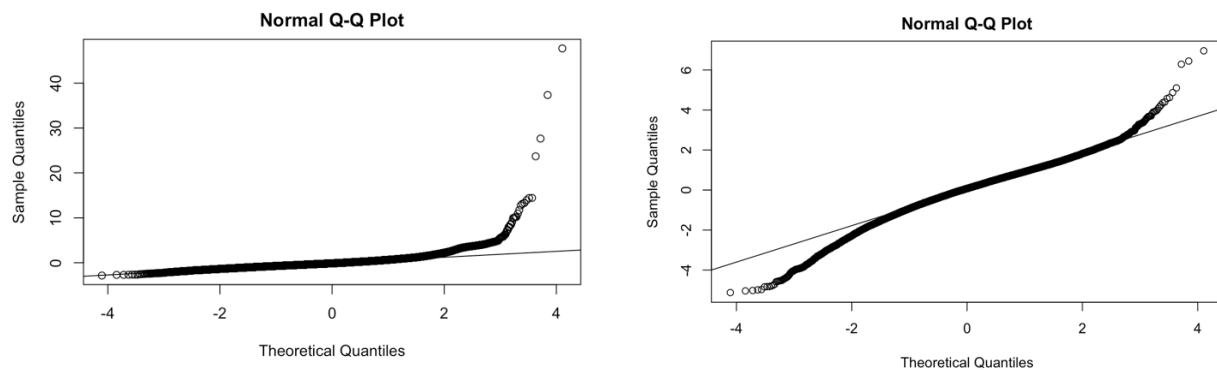 Normal Q-Q Plot
Sample Quantiles
40
30
20
10
0
-4 -2 0 2 4
Theoretical Quantiles
Normal Q-Q Plot
Sample Quantiles
6
4
2
0
-2
-4
-4 -2 0 2 4
Theoretical Quantiles